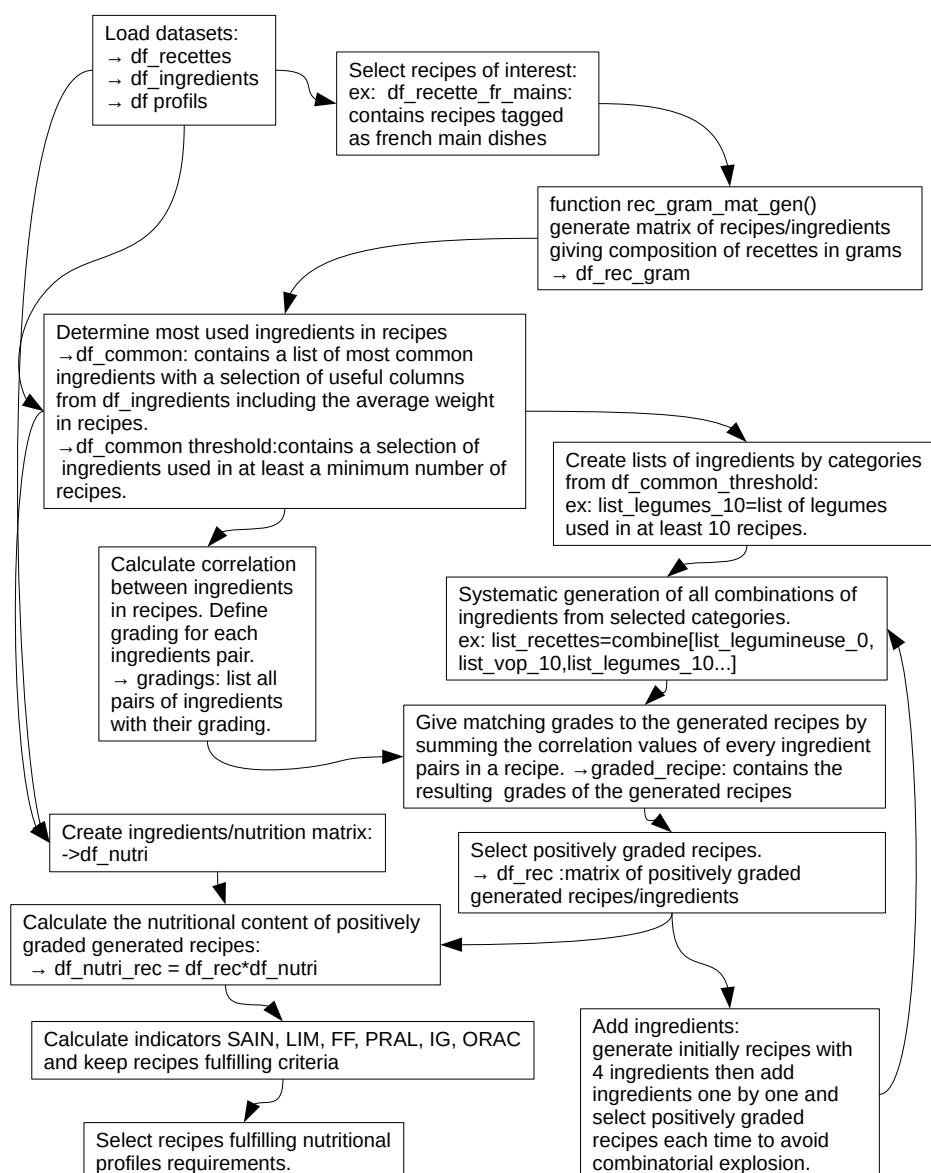 Load datasets:
→ df_recettes
→ df_ingredients
→ df profils
Select recipes of interest:
ex:  df_recette_fr_mains:
contains recipes tagged
as french main dishes
function rec_gram_mat_gen()
generate matrix of recipes/ingredients
giving composition of recettes in grams
→ df_rec_gram
Determine most used ingredients in recipes
→df_common: contains a list of most common
ingredients with a selection of useful columns
from df_ingredients including the average weight
in recipes.
→df_common threshold:contains a selection of
ingredients used in at least a minimum number of
recipes.
Create lists of ingredients by categories
from df_common_threshold:
ex: list_legumes_10=list of legumes
used in at least 10 recipes.
Calculate correlation
between ingredients
in recipes. Define
grading for each
ingredients pair.
→ gradings: list all
pairs of ingredients
with their grading.
Systematic generation of all combinations of
ingredients from selected categories.
ex: list_recettes=combine[list_legumineuse_0,
list_vop_10,list_legumes_10...]
Give matching grades to the generated recipes by
summing the correlation values of every ingredient
pairs in a recipe. →graded_recipe: contains the
resulting  grades of the generated recipes
Create ingredients/nutrition matrix:
->df_nutri
Select positively graded recipes.
→ df_rec :matrix of positively graded
generated recipes/ingredients
Calculate the nutritional content of positively
graded generated recipes:
→ df_nutri_rec = df_rec*df_nutri
Calculate indicators SAIN, LIM, FF, PRAL, IG, ORAC
and keep recipes fulfilling criteria
Add ingredients:
generate initially recipes with
4 ingredients then add
ingredients one by one and
select positively graded
recipes each time to avoid
combinatorial explosion.
Select recipes fulfilling nutritional
profiles requirements.